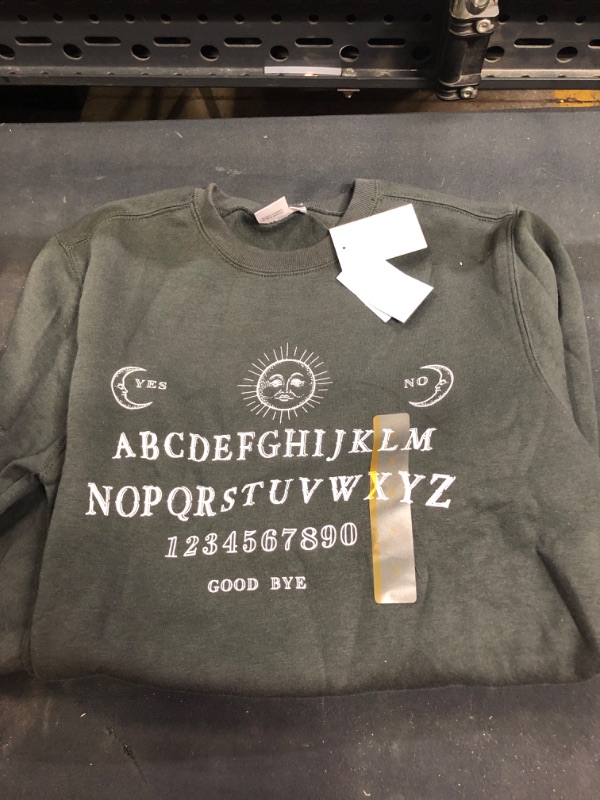 YES NO
ABCDEFGHIJKLM
NOPQRSTUVWXYZ
1234567890
GOOD BYE